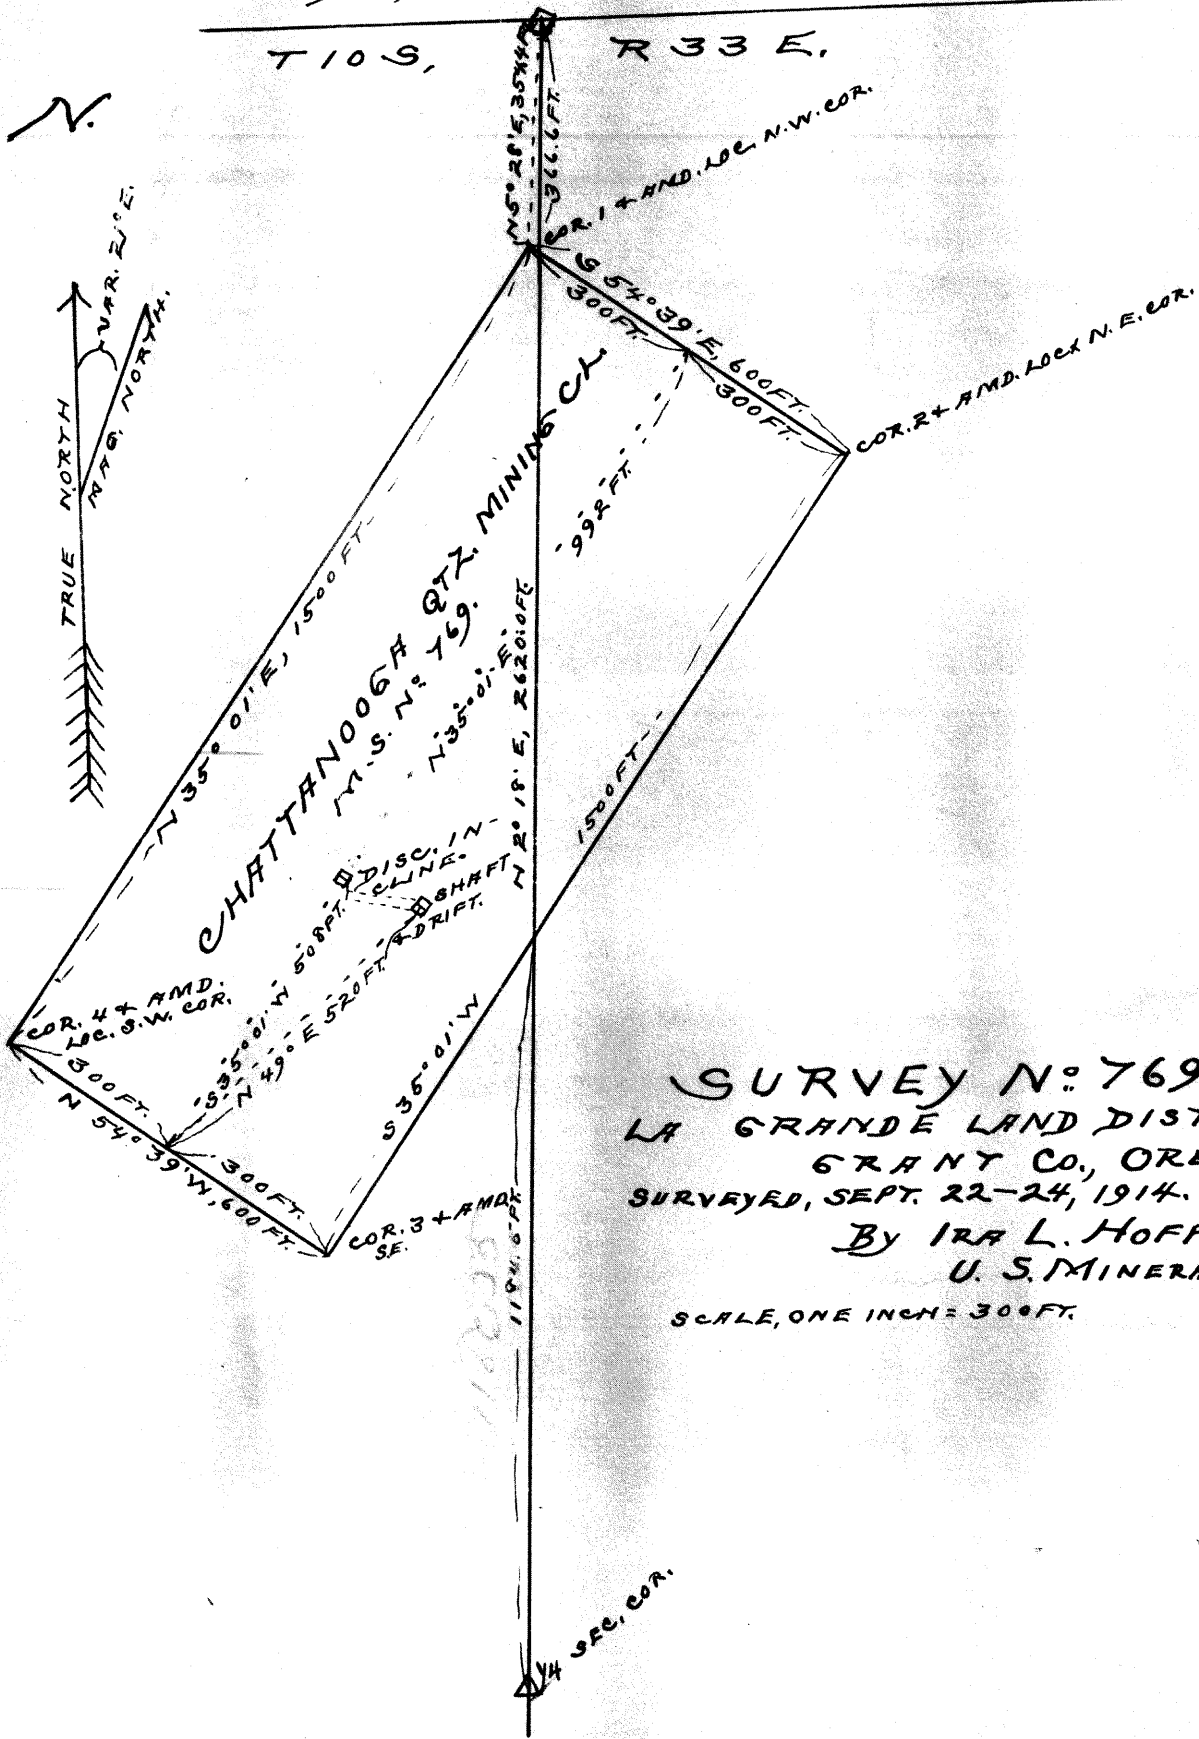 T 10 S, R 33 E.
N.
N 5° 28' E, 354.4 F
366.6 FT.
COR. 1 & AMD. LOC. N.W. COR.
VAR. 21° E.
TRUE NORTH
MAG. NORTH.
S 54° 39' E, 600 FT.
300 FT.
300 FT.
COR. 2 & AMD. LOCX N. E. COR.
992 FT.
N 35° 01' E, 1500 FT
CHATTANOOGA QTZ. MINING CL.
M. S. Nº 769.
N 35° 01' E
N 2° 18' E, 2620.0 FT.
1500 FT
DISC. IN-
CLINE.
SHAFT
& DRIFT.
S 35° 01' W 508 FT.
N 49° E 520 FT.
S 35° 01' W
COR. 4 & AMD.
LOC. S.W. COR.
300 FT.
300 FT.
N 54° 39' W, 600 FT.
COR. 3 & AMD.
S.E.
1194.5 FT.
SURVEY Nº 769
LA GRANDE LAND DIST
GRANT CO., ORE
SURVEYED, SEPT. 22-24, 1914.
By IRA L. HOFF
U. S. MINERA
SCALE, ONE INCH = 300 FT.
1/4 SEC. COR.